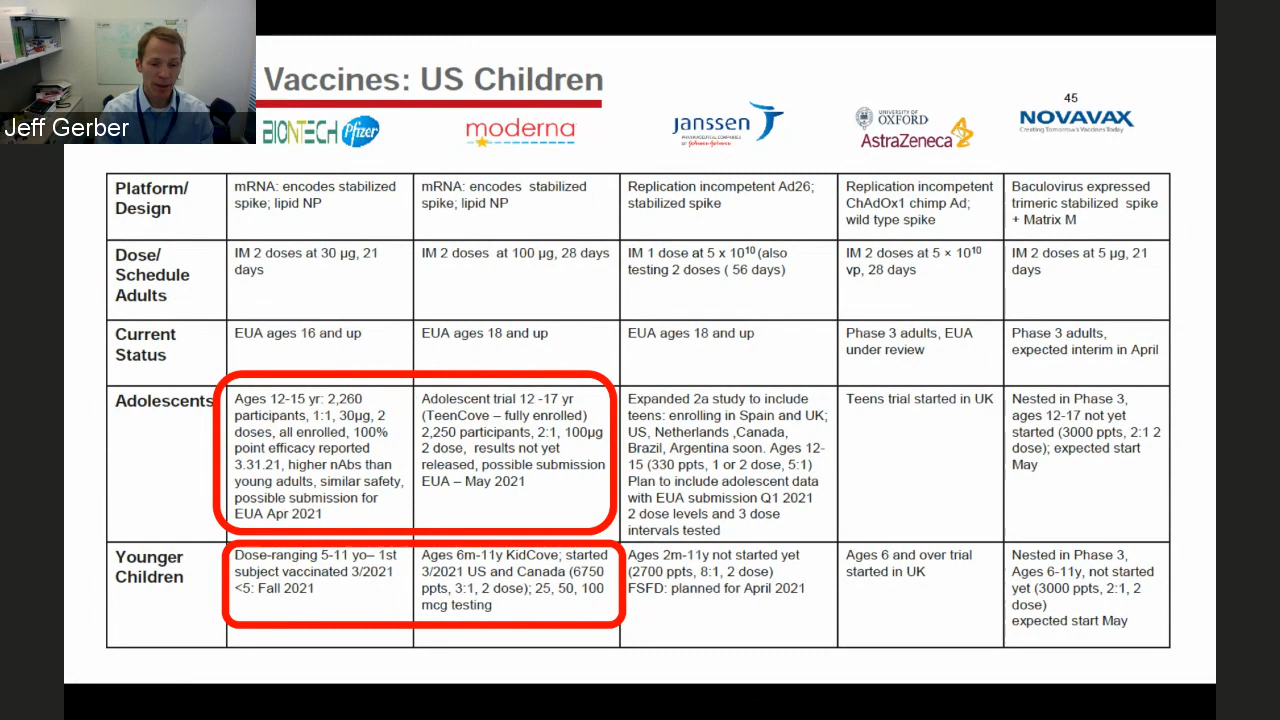 Jeff Gerber
Vaccines: US Children
45
BIONTECH Pfizer
moderna
Janssen
PHARMACEUTICAL COMPANIES
OF Johnson & Johnson
UNIVERSITY OF
OXFORD
AstraZeneca
NOVAVAX
Creating Tomorrow's Vaccines Today
Platform/
Design
mRNA: encodes stabilized
spike; lipid NP
mRNA: encodes stabilized
spike; lipid NP
Replication incompetent Ad26;
stabilized spike
Replication incompetent
ChAdOx1 chimp Ad;
wild type spike
Baculovirus expressed
trimeric stabilized spike
+ Matrix M
Dose/
Schedule
Adults
IM 2 doses at 30 µg, 21
days
IM 2 doses at 100 µg, 28 days
IM 1 dose at 5 x 10¹⁰ (also
testing 2 doses ( 56 days)
IM 2 doses at 5 × 10¹⁰
vp, 28 days
IM 2 doses at 5 µg, 21
days
Current
Status
EUA ages 16 and up
EUA ages 18 and up
EUA ages 18 and up
Phase 3 adults, EUA
under review
Phase 3 adults,
expected interim in April
Adolescents
Ages 12-15 yr: 2,260
participants, 1:1, 30µg, 2
doses, all enrolled, 100%
point efficacy reported
3.31.21, higher nAbs than
young adults, similar safety,
possible submission for
EUA Apr 2021
Adolescent trial 12 -17 yr
(TeenCove – fully enrolled)
2,250 participants, 2:1, 100µg
2 dose, results not yet
released, possible submission
EUA – May 2021
Expanded 2a study to include
teens: enrolling in Spain and UK;
US, Netherlands ,Canada,
Brazil, Argentina soon. Ages 12-
15 (330 ppts, 1 or 2 dose, 5:1)
Plan to include adolescent data
with EUA submission Q1 2021
2 dose levels and 3 dose
intervals tested
Teens trial started in UK
Nested in Phase 3,
ages 12-17 not yet
started (3000 ppts, 2:1 2
dose); expected start
May
Younger
Children
Dose-ranging 5-11 yo– 1st
subject vaccinated 3/2021
<5: Fall 2021
Ages 6m-11y KidCove; started
3/2021 US and Canada (6750
ppts, 3:1, 2 dose); 25, 50, 100
mcg testing
Ages 2m-11y not started yet
(2700 ppts, 8:1, 2 dose)
FSFD: planned for April 2021
Ages 6 and over trial
started in UK
Nested in Phase 3,
Ages 6-11y, not started
yet (3000 ppts, 2:1, 2
dose)
expected start May